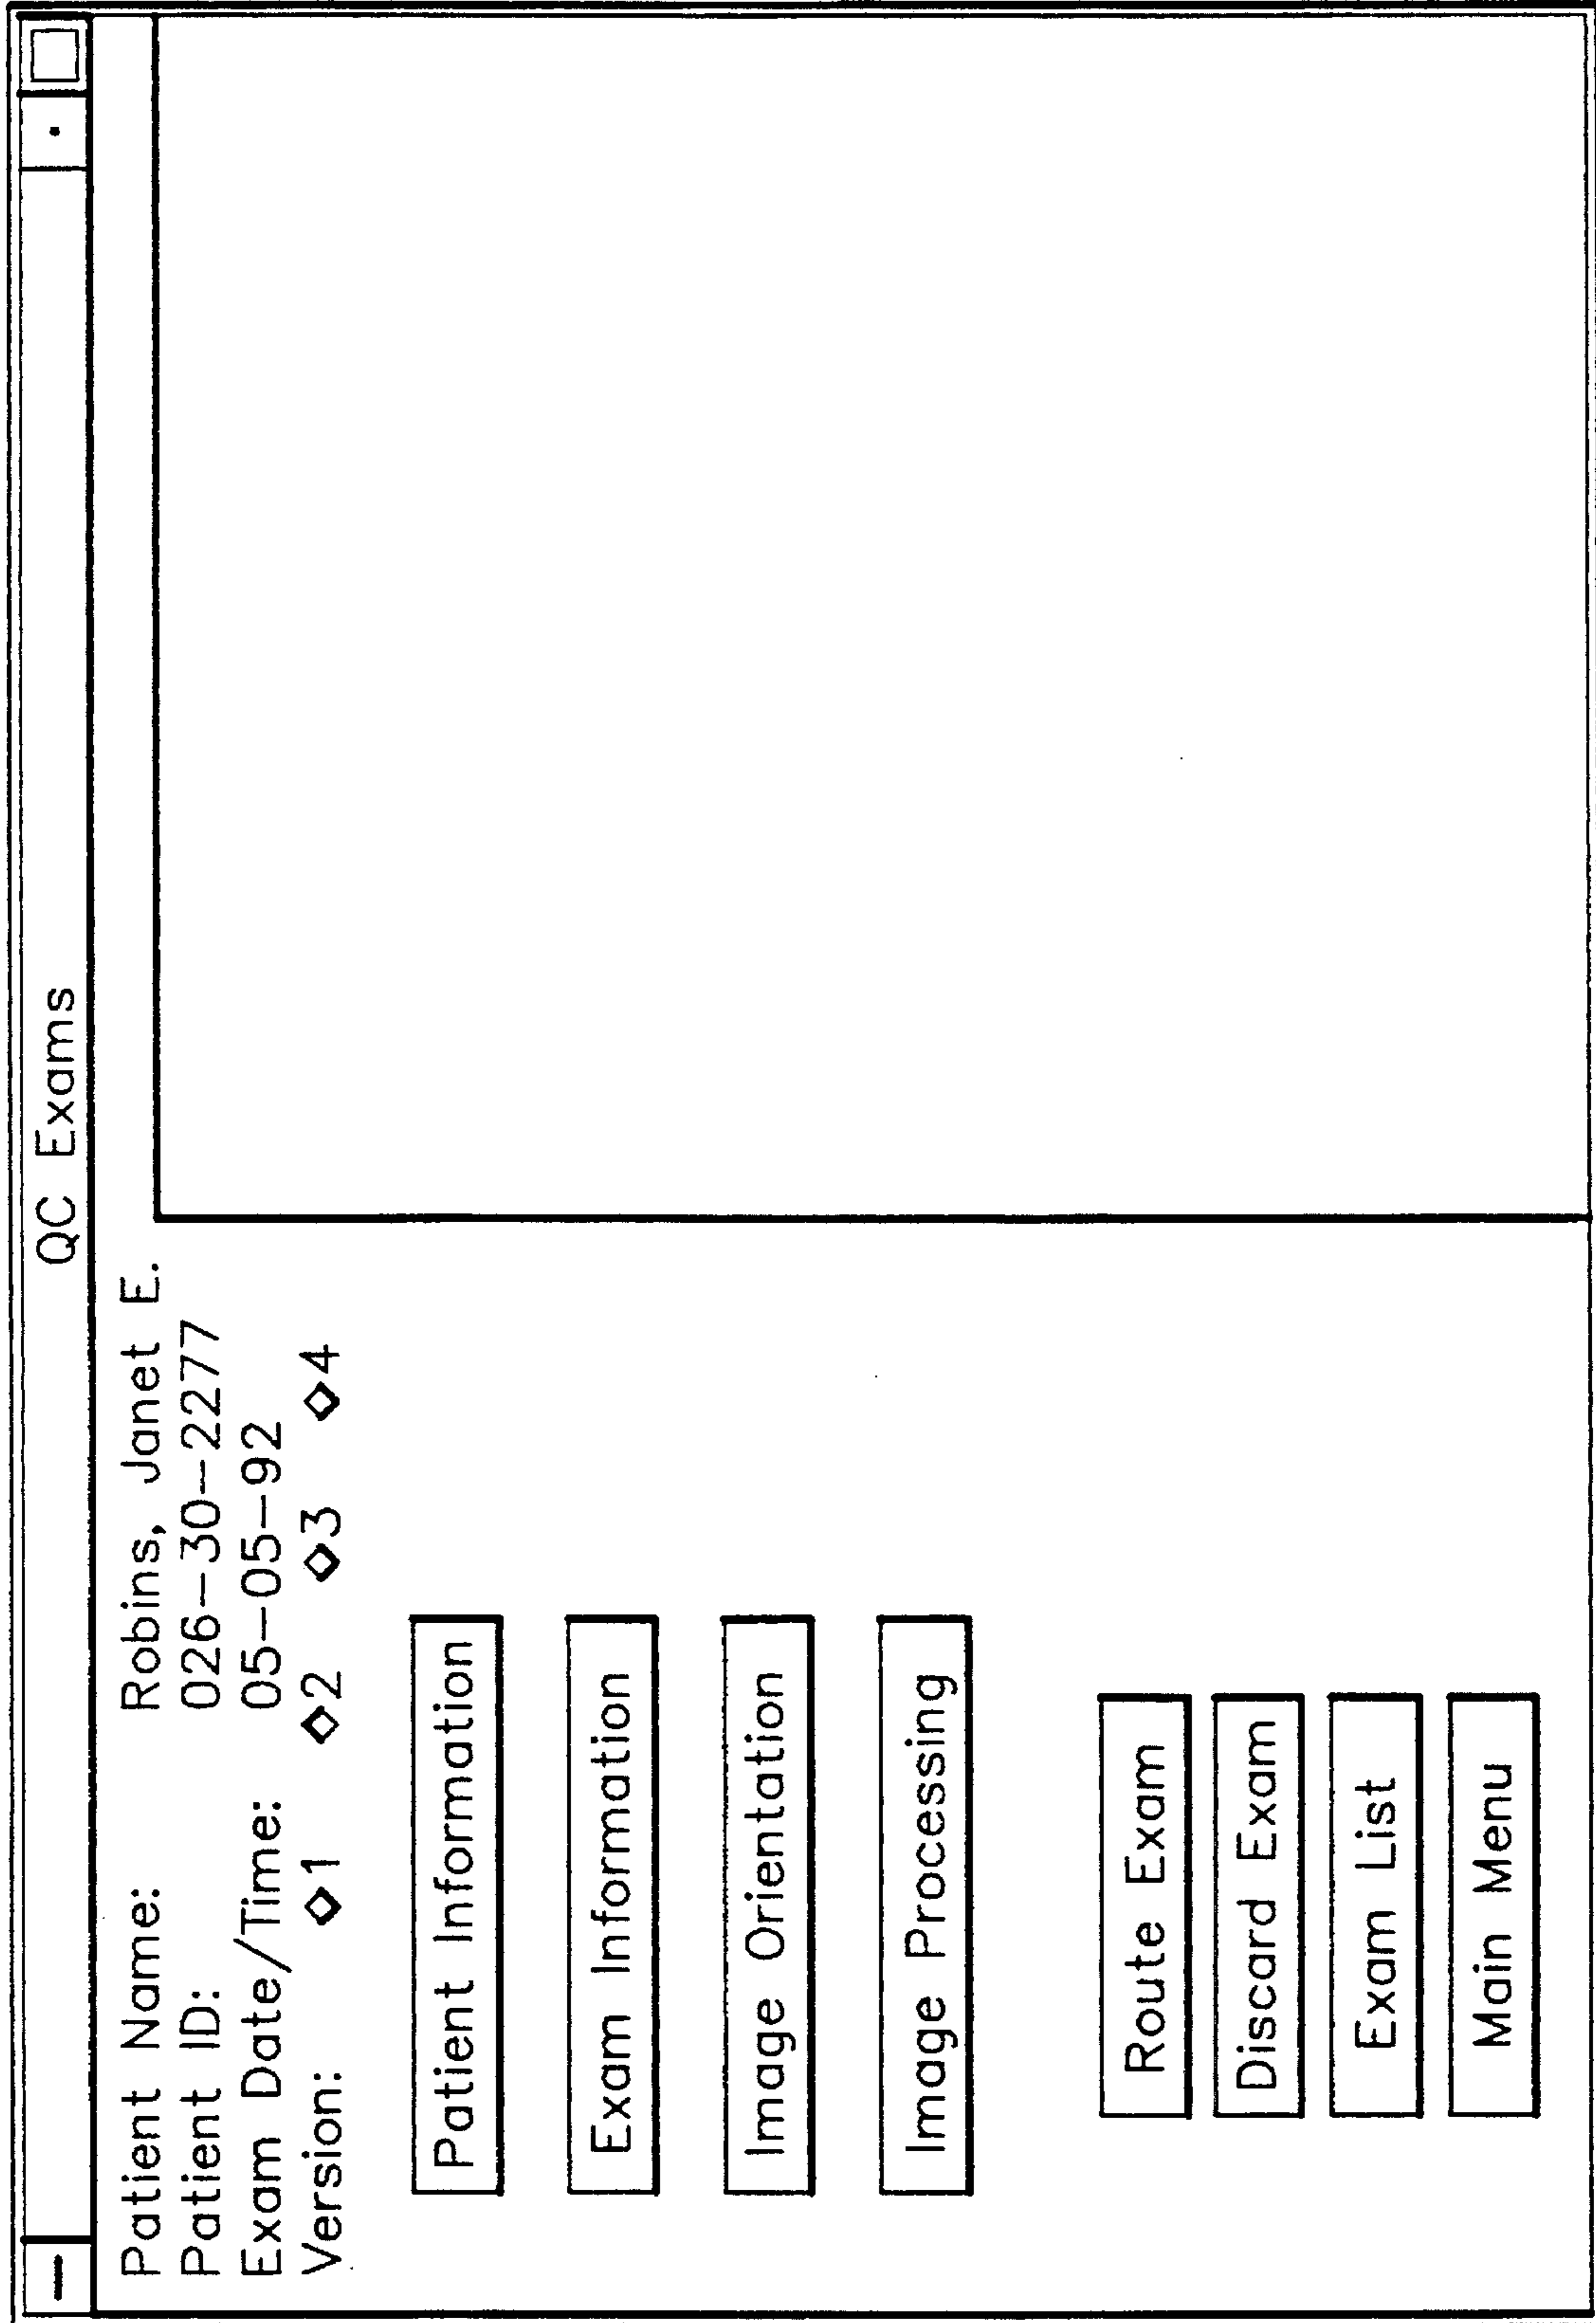 QC Exams
Patient Name: Robins, Janet E.
Patient ID: 026-30-2277
Exam Date/Time: 05-05-92
Version: ◇1 ◇2 ◇3 ◇4
Patient Information
Exam Information
Image Orientation
Image Processing
Route Exam
Discard Exam
Exam List
Main Menu